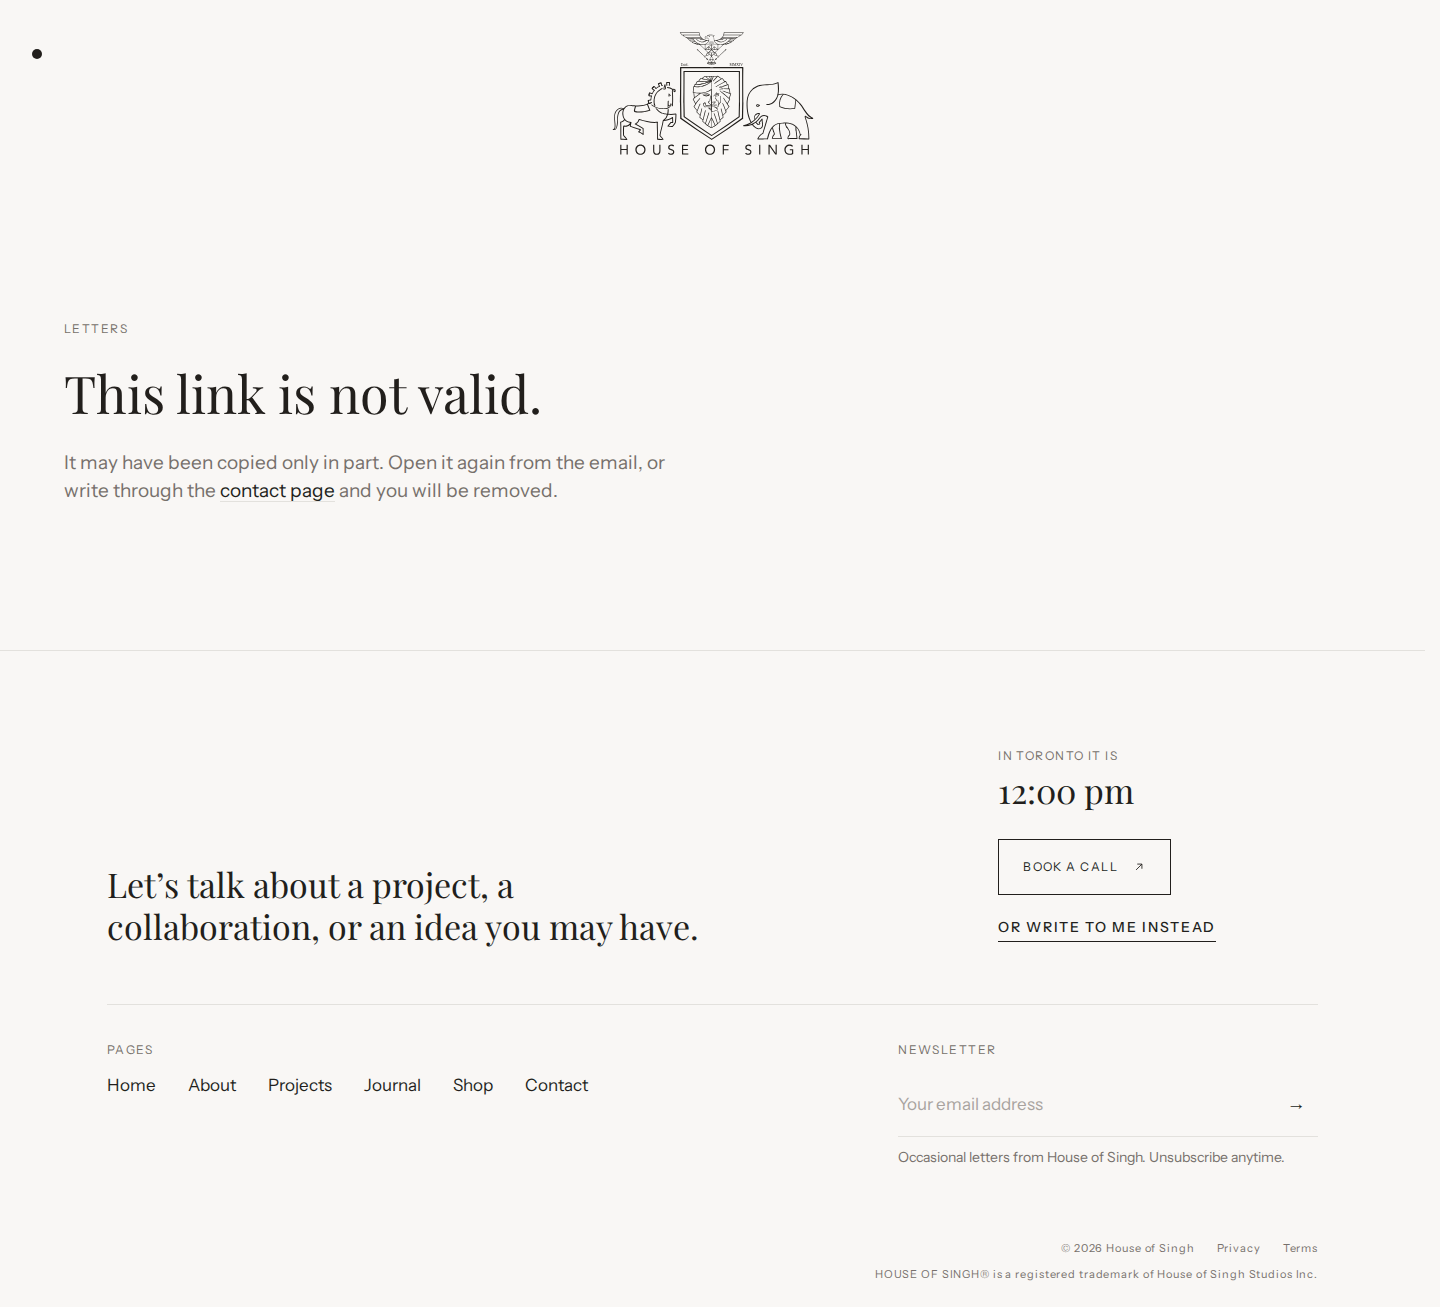 Est.
MMXIV
HOUSE OF SINGH
LETTERS
This link is not valid.
It may have been copied only in part. Open it again from the email, or
write through the contact page and you will be removed.
IN TORONTO IT IS
12:00 pm
BOOK A CALL ↗
Let’s talk about a project, a
collaboration, or an idea you may have.
OR WRITE TO ME INSTEAD
PAGES
Home About Projects Journal Shop Contact
NEWSLETTER
Your email address →
Occasional letters from House of Singh. Unsubscribe anytime.
© 2026 House of Singh Privacy Terms
HOUSE OF SINGH® is a registered trademark of House of Singh Studios Inc.